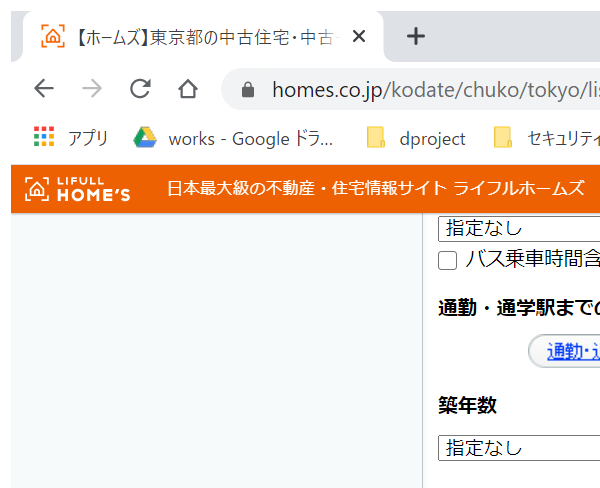 【ホームズ】東京都の中古住宅・中古
homes.co.jp/kodate/chuko/tokyo/lis
アプリ works - Google ドラ... dproject セキュリティ
LIFULL HOME'S 日本最大級の不動産・住宅情報サイト ライフルホームズ
指定なし
バス乗車時間含
通勤・通学駅までの
通勤・通
築年数
指定なし